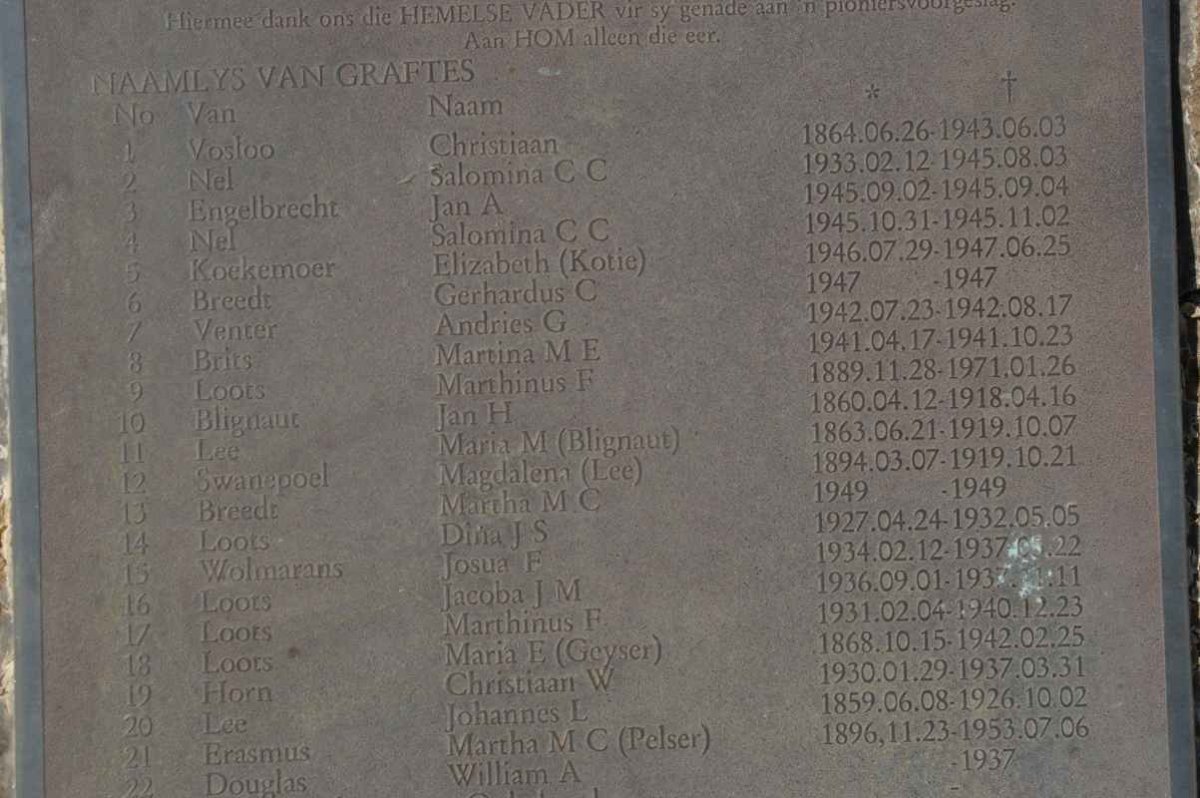 Hiermee dank ons die HEMELSE VADER vir sy genade aan 'n pioniersvoorgeslag.
Aan HOM alleen die eer.
NAAMLYS VAN GRAFTES
No Van Naam * †
1 Vosloo Christiaan 1864.06.26-1943.06.03
2 Nel Salomina C C 1933.02.12-1945.08.03
3 Engelbrecht Jan A 1945.09.02-1945.09.04
4 Nel Salomina C C 1945.10.31-1945.11.02
5 Koekemoer Elizabeth (Kotie) 1946.07.29-1947.06.25
6 Breedt Gerhardus C 1947 -1947
7 Venter Andries G 1942.07.23-1942.08.17
8 Brits Martina M E 1941.04.17-1941.10.23
9 Loots Marthinus F 1889.11.28-1971.01.26
10 Blignaut Jan H 1860.04.12-1918.04.16
11 Lee Maria M (Blignaut) 1863.06.21-1919.10.07
12 Swanepoel Magdalena (Lee) 1894.03.07-1919.10.21
13 Breedt Martha M C 1949 -1949
14 Loots Dina J S 1927.04.24-1932.05.05
15 Wolmarans Josua F 1934.02.12-
16 Loots Jacoba J M 1936.09.01-
17 Loots Marthinus F 1931.02.04-1940.12.23
18 Loots Maria E (Geyser) 1868.10.15-1942.02.25
19 Horn Christiaan W 1930.01.29-1937.03.31
20 Lee Johannes L 1859.06.08-1926.10.02
21 Erasmus Martha M C (Pelser) 1896,11.23-1953.07.06
22 Douglas William A -1937